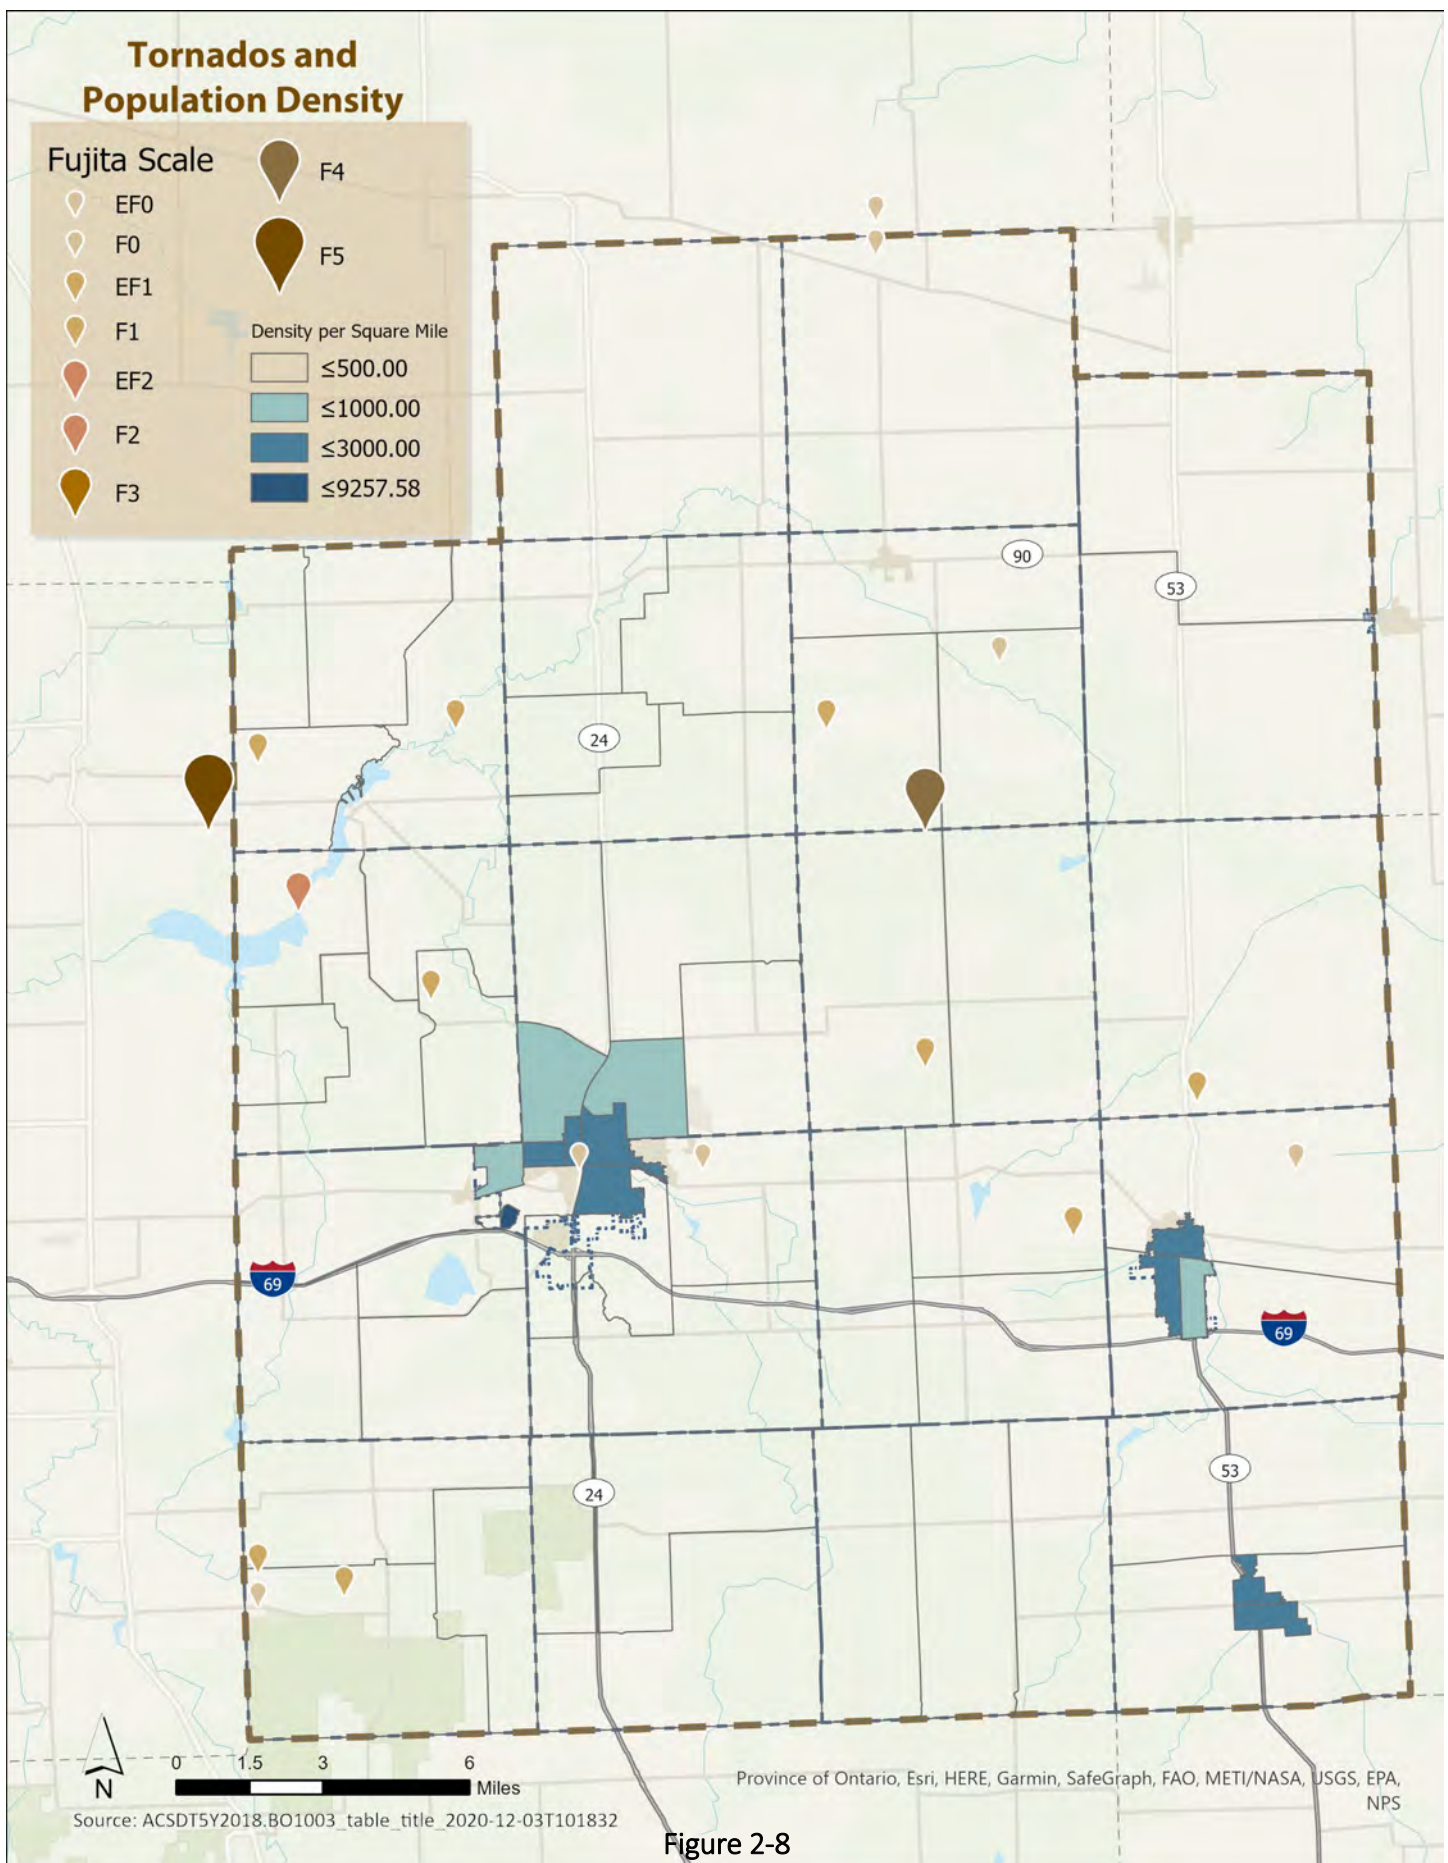 Tornados and
Population Density
Fujita Scale
EF0
F0
EF1
F1
EF2
F2
F3
F4
F5
Density per Square Mile
≤500.00
≤1000.00
≤3000.00
≤9257.58
90
53
24
69
69
53
24
N
0 1.5 3 6
Miles
Province of Ontario, Esri, HERE, Garmin, SafeGraph, FAO, METI/NASA, USGS, EPA,
NPS
Source: ACSDT5Y2018.BO1003_table_title_2020-12-03T101832
Figure 2-8